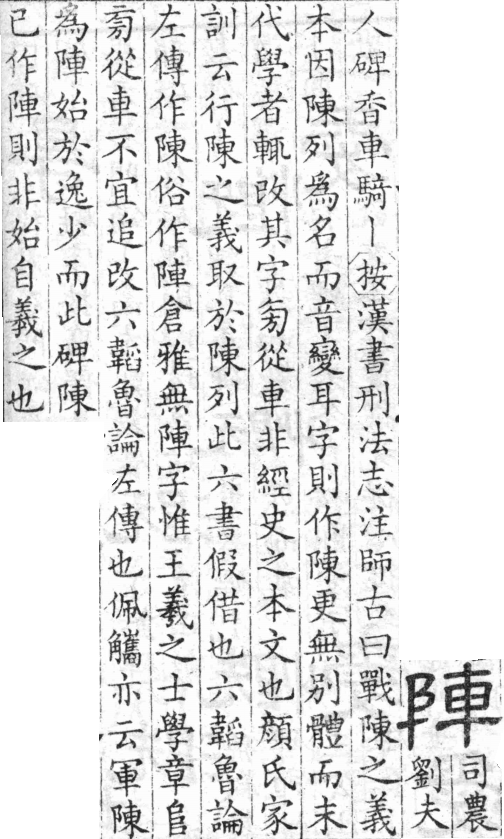 陣
司農
劉夫
人碑香車騎丨按漢書刑法志注師古曰戰陳之義
本因陳列爲名而音變耳字則作陳更無別體而末
代學者輒改其字旁從車非經史之本文也顔氏家
訓云行陳之義取於陳列此六書假借也六韜魯論
左傳作陳俗作陣倉雅無陣字惟王羲之士學章𠂤
旁從車不宜追改六韜魯論左傳也佩觿亦云軍陳
爲陣始於逸少而此碑陳
已作陣則非始自羲之也